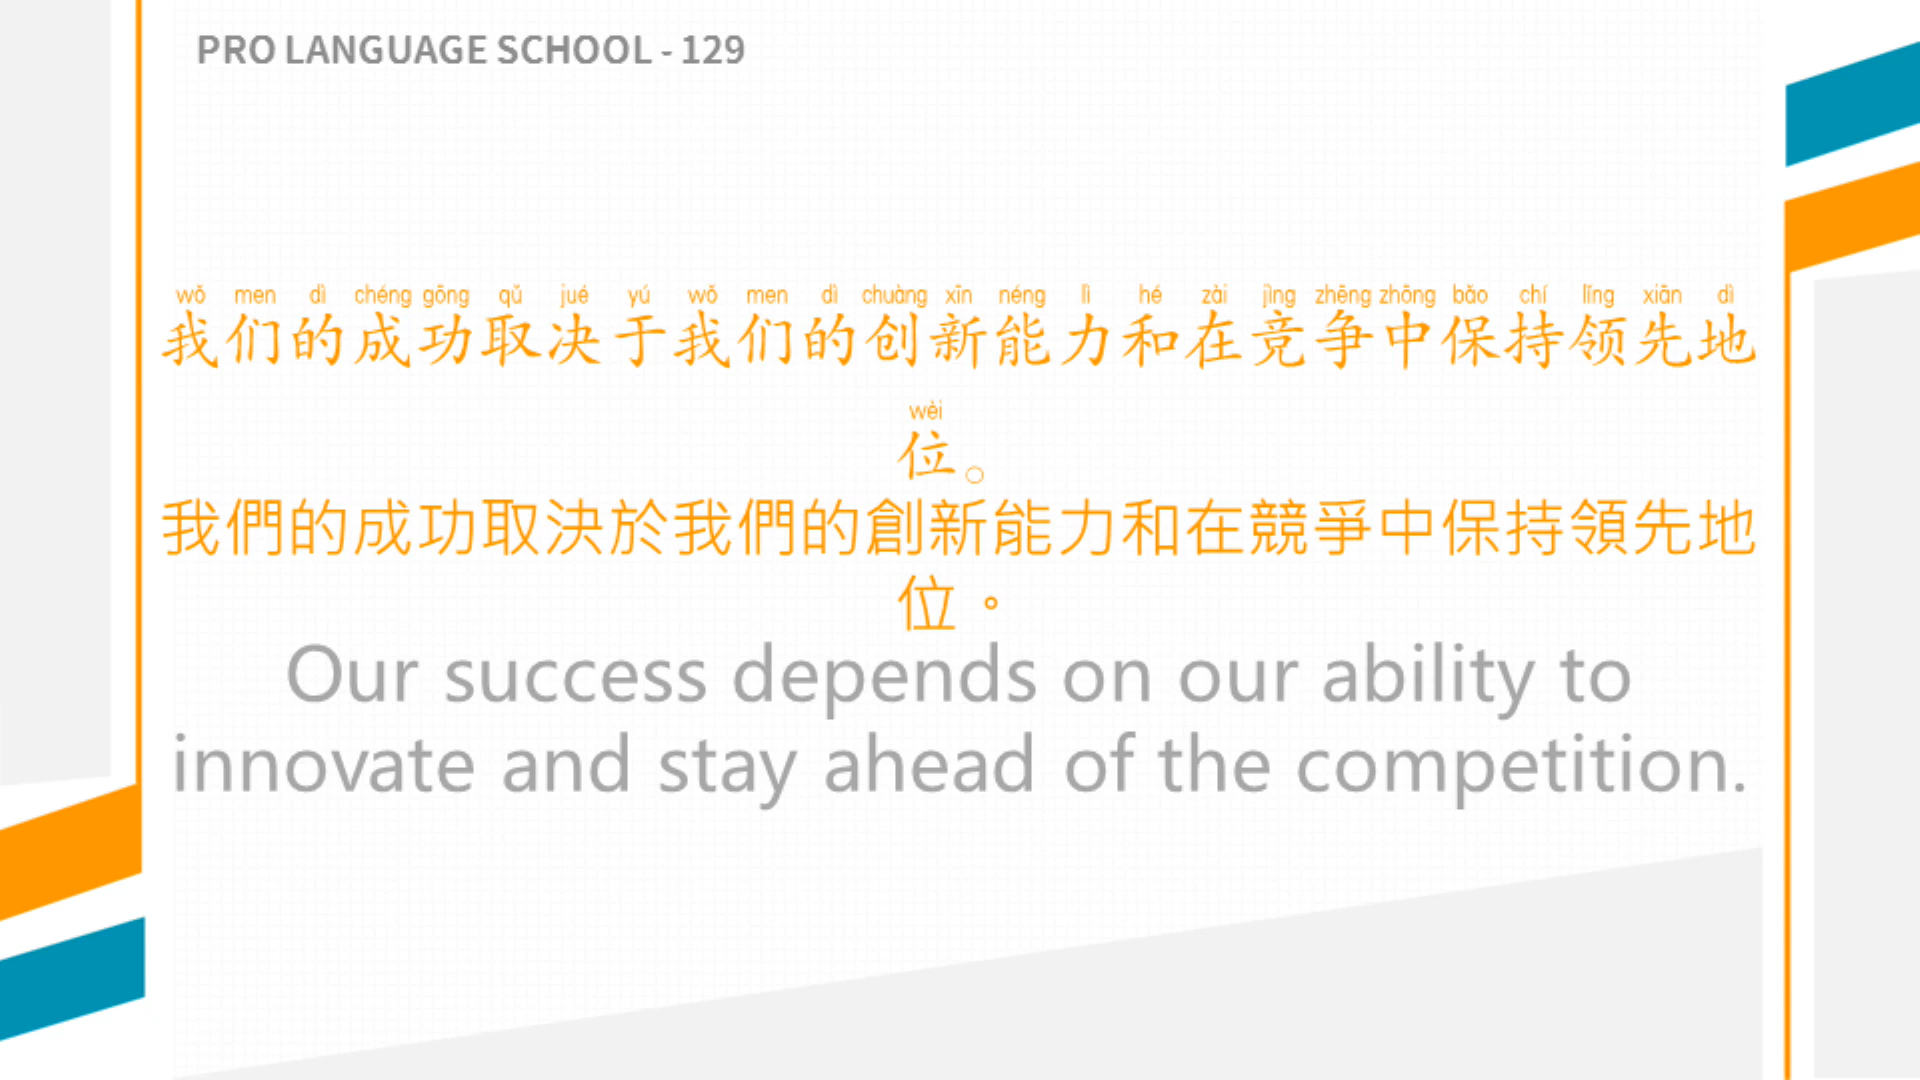 PRO LANGUAGE SCHOOL - 129
wǒ men dì chéng gōng qǔ jué yú wǒ men dì chuàng xīn néng lì hé zài jìng zhēng zhōng bǎo chí lǐng xiān dì
我们的成功取决于我们的创新能力和在竞争中保持领先地
wèi
位。
我們的成功取決於我們的創新能力和在競爭中保持領先地
位。
Our success depends on our ability to
innovate and stay ahead of the competition.